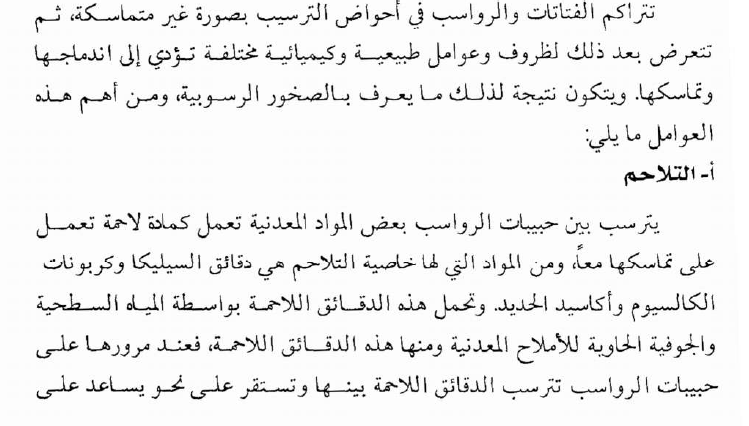 تتراكم الفتاتات والرواسب في أحواض الترسيب بصورة غير متماسكة، ثم
تتعرض بعد ذلك لظروف وعوامل طبيعية وكيميائية مختلفة تؤدي إلى اندماجها
وتماسكها. ويتكون نتيجة لذلك ما يعرف بالصخور الرسوبية، ومن أهم هذه
العوامل ما يلي:
أ- التلاحم
يترسب بين حبيبات الرواسب بعض المواد المعدنية تعمل كمادة لاحمة تعمل
على تماسكها معاً، ومن المواد التي لها خاصية التلاحم هي دقائق السيليكا وكربونات
الكالسيوم وأكاسيد الحديد. وتحمل هذه الدقائق اللاحمة بواسطة المياه السطحية
والجوفية الحاوية للأملاح المعدنية ومنها هذه الدقائق اللاحمة، فعند مرورها على
حبيبات الرواسب تترسب الدقائق اللاحمة بينها وتستقر على نحو يساعد على